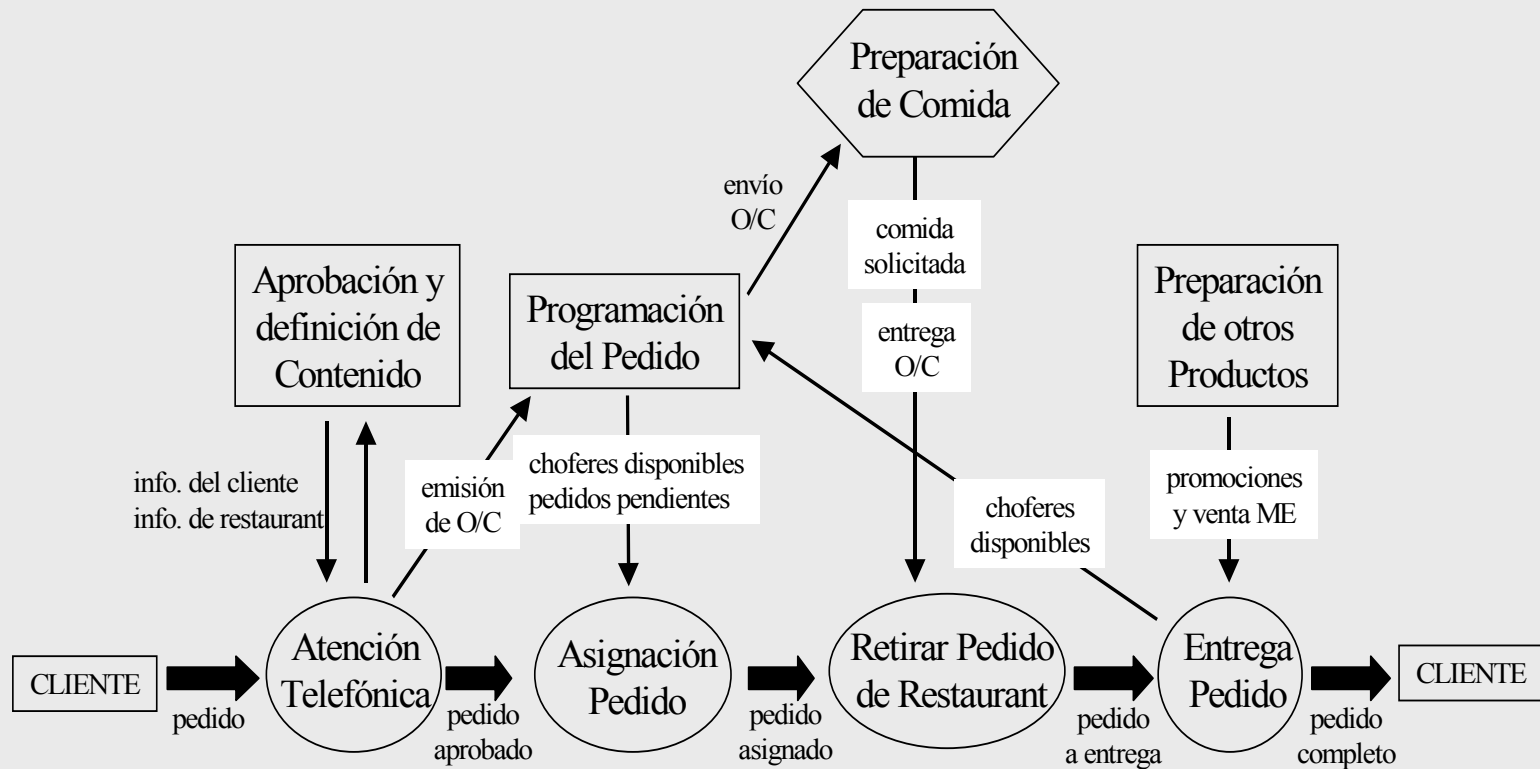 Preparación
de Comida
envío
O/C
comida
solicitada
entrega
O/C
Aprobación y
definición de
Contenido
Programación
del Pedido
Preparación
de otros
Productos
info. del cliente
info. de restaurant
emisión
de O/C
choferes disponibles
pedidos pendientes
choferes
disponibles
promociones
y venta ME
CLIENTE
pedido
Atención
Telefónica
pedido
aprobado
Asignación
Pedido
pedido
asignado
Retirar Pedido
de Restaurant
pedido
a entrega
Entrega
Pedido
pedido
completo
CLIENTE